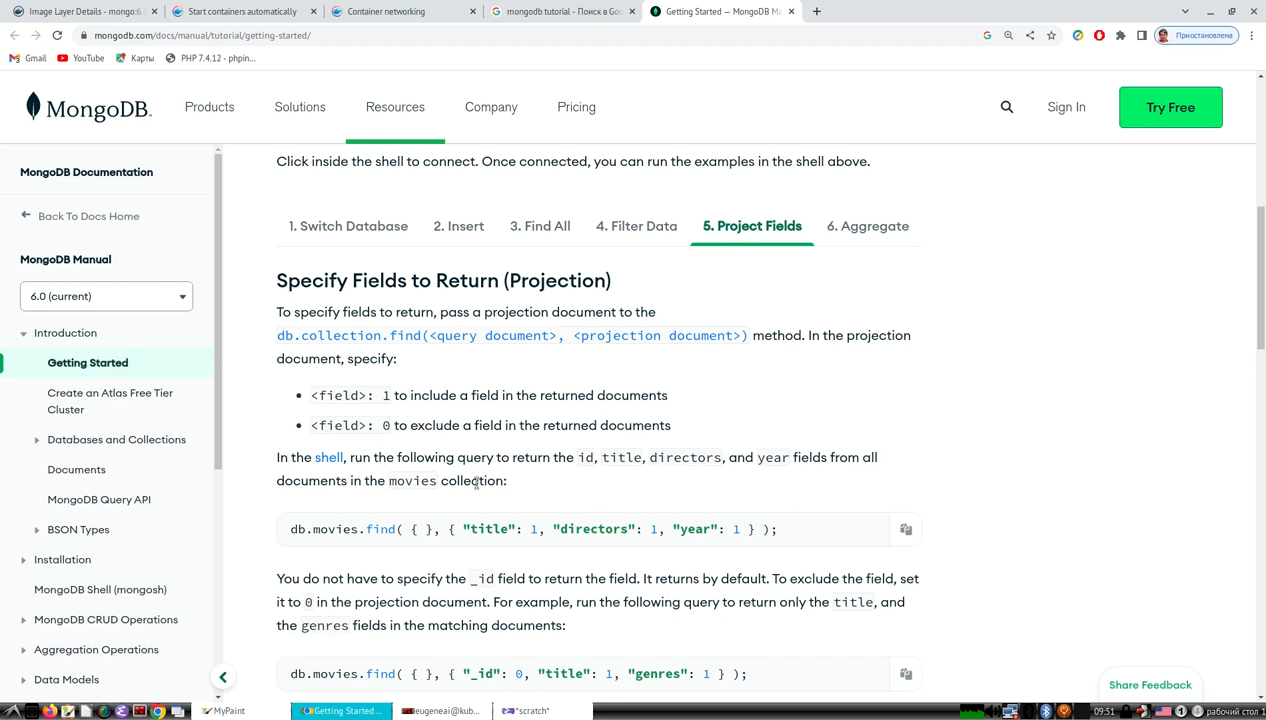 Image Layer Details - mongo:6.0
Start containers automatically
Container networking
mongodb tutorial - Поиск в Goo
Getting Started — MongoDB Ma
mongodb.com/docs/manual/tutorial/getting-started/
Приостановлена
Gmail
YouTube
Карты
PHP 7.4.12 - phpin...
MongoDB.
Products
Solutions
Resources
Company
Pricing
Sign In
Try Free
MongoDB Documentation
Back To Docs Home
MongoDB Manual
6.0 (current)
Introduction
Getting Started
Create an Atlas Free Tier
Cluster
Databases and Collections
Documents
MongoDB Query API
BSON Types
Installation
MongoDB Shell (mongosh)
MongoDB CRUD Operations
Aggregation Operations
Data Models
Click inside the shell to connect. Once connected, you can run the examples in the shell above.
1. Switch Database
2. Insert
3. Find All
4. Filter Data
5. Project Fields
6. Aggregate
Specify Fields to Return (Projection)
To specify fields to return, pass a projection document to the
db.collection.find(<query document>, <projection document>) method. In the projection
document, specify:
• <field>: 1 to include a field in the returned documents
• <field>: 0 to exclude a field in the returned documents
In the shell, run the following query to return the id, title, directors, and year fields from all
documents in the movies collection:
db.movies.find( { }, { "title": 1, "directors": 1, "year": 1 } );
You do not have to specify the _id field to return the field. It returns by default. To exclude the field, set
it to 0 in the projection document. For example, run the following query to return only the title, and
the genres fields in the matching documents:
db.movies.find( { }, { "_id": 0, "title": 1, "genres": 1 } );
Share Feedback
MyPaint
Getting Started ...
eugeneai@kub...
*scratch*
09:51
рабочий стол 1